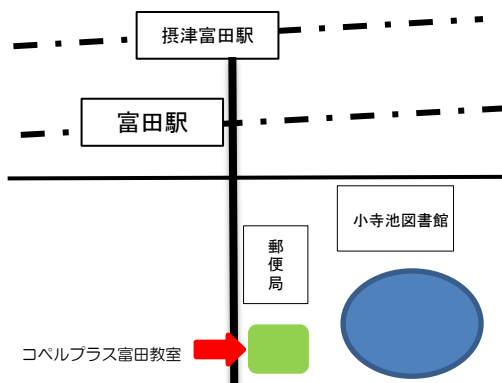 摂津富田駅
富田駅
小寺池図書館
郵便局
コペルプラス富田教室